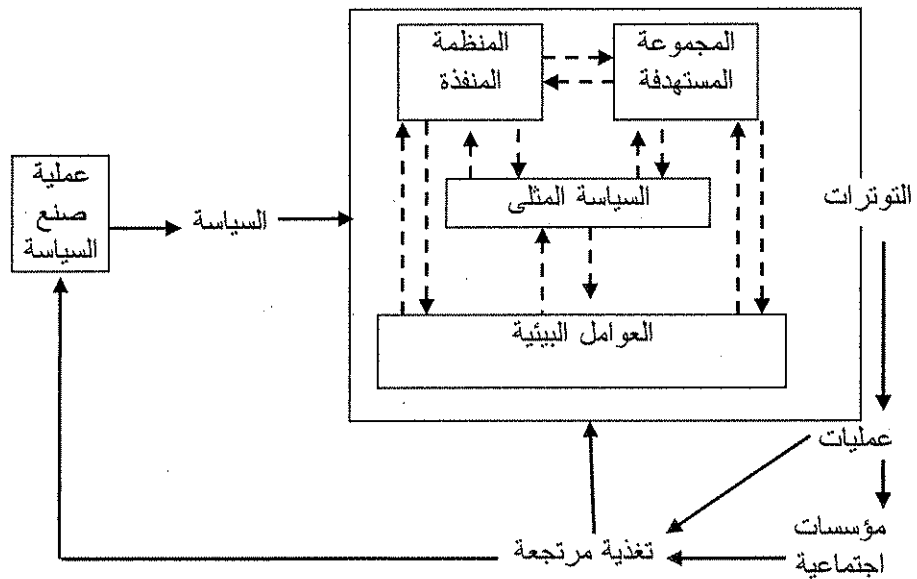 المجموعة
المستهدفة
المنظمة
المنفذة
السياسة المثلى
العوامل البيئية
عملية
صنع
السياسة
السياسة
التوترات
عمليات
مؤسسات
اجتماعية
تغذية مرتجعة